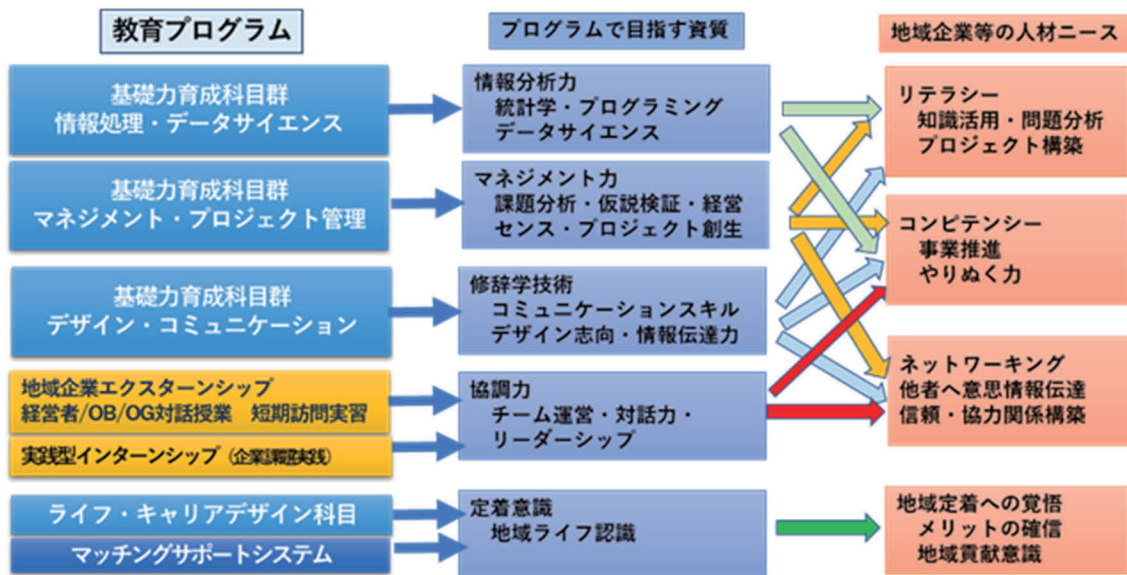 教育プログラム
基礎力育成科目群
情報処理・データサイエンス
基礎力育成科目群
マネジメント・プロジェクト管理
基礎力育成科目群
デザイン・コミュニケーション
地域企業エクスターンシップ
経営者/OB/OG対話授業　短期訪問実習
実践型インターンシップ（企業課題実践）
ライフ・キャリアデザイン科目
マッチングサポートシステム
プログラムで目指す資質
情報分析力
統計学・プログラミング
データサイエンス
マネジメント力
課題分析・仮説検証・経営
センス・プロジェクト創生
修辞学技術
コミュニケーションスキル
デザイン志向・情報伝達力
協調力
チーム運営・対話力・
リーダーシップ
定着意識
地域ライフ認識
地域企業等の人材ニース
リテラシー
知識活用・問題分析
プロジェクト構築
コンピテンシー
事業推進
やりぬく力
ネットワーキング
他者へ意思情報伝達
信頼・協力関係構築
地域定着への覚悟
メリットの確信
地域貢献意識